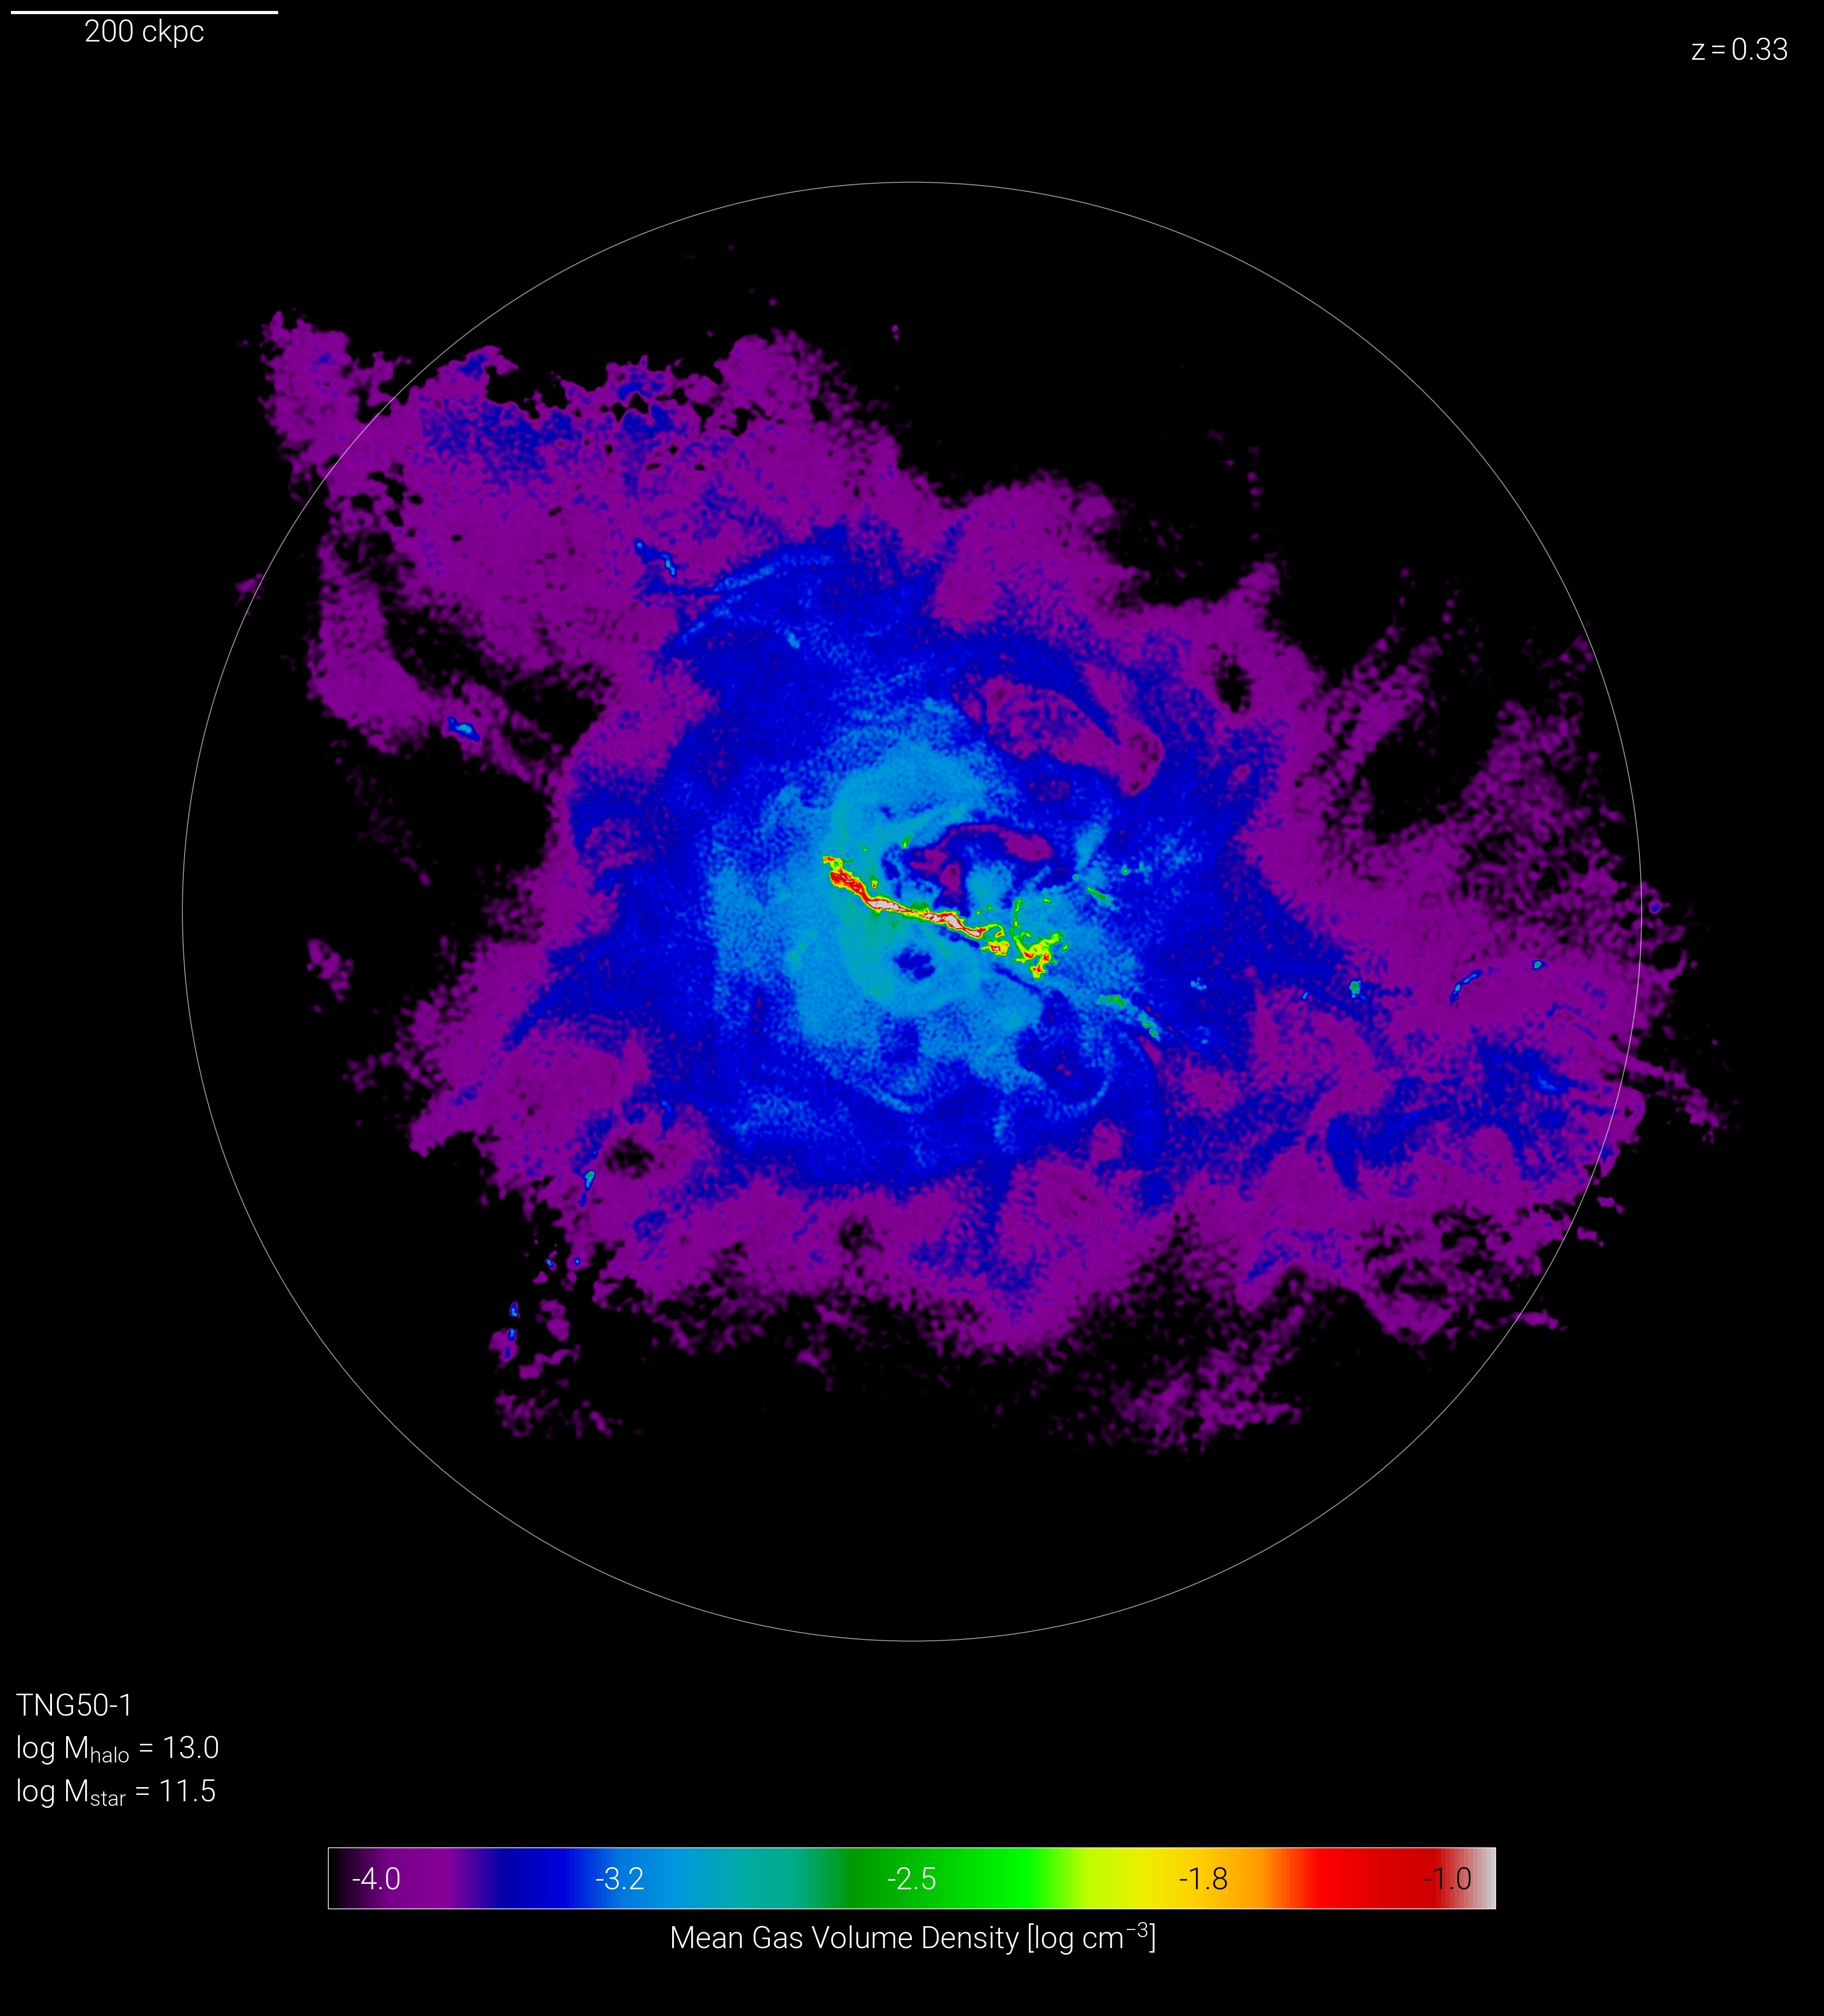 200 ckpc
z = 0.33
TNG50-1
log M_halo = 13.0
log M_star = 11.5
-4.0 -3.2 -2.5 -1.8 -1.0
Mean Gas Volume Density [log cm⁻³]